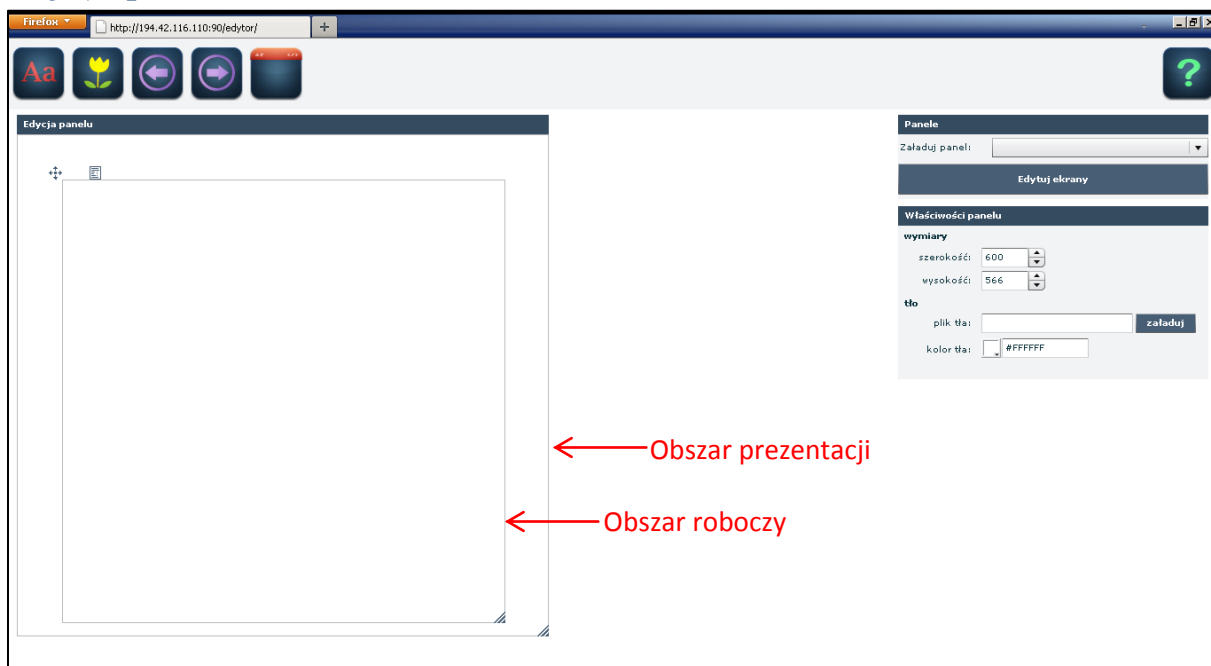 Firefox
http://194.42.116.110:90/edytor/
+
Aa
?
Edycja panelu
Panele
Załaduj panel:
Edytuj ekrany
Właściwości panelu
wymiary
szerokość: 600
wysokość: 566
tło
plik tła: załaduj
kolor tła: #FFFFFF
Obszar prezentacji
Obszar roboczy